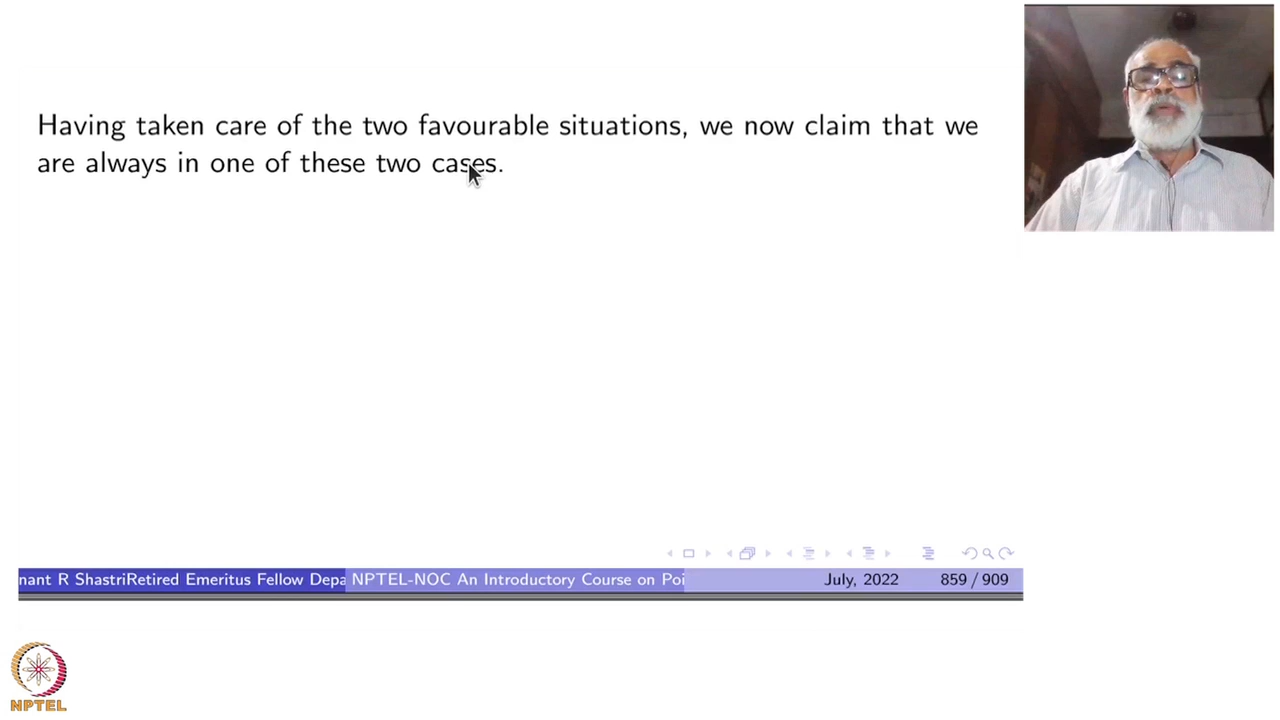 Having taken care of the two favourable situations, we now claim that we
are always in one of these two cases.
nant R ShastriRetired Emeritus Fellow Depa NPTEL-NOC An Introductory Course on Poi July, 2022 859 / 909
NPTEL